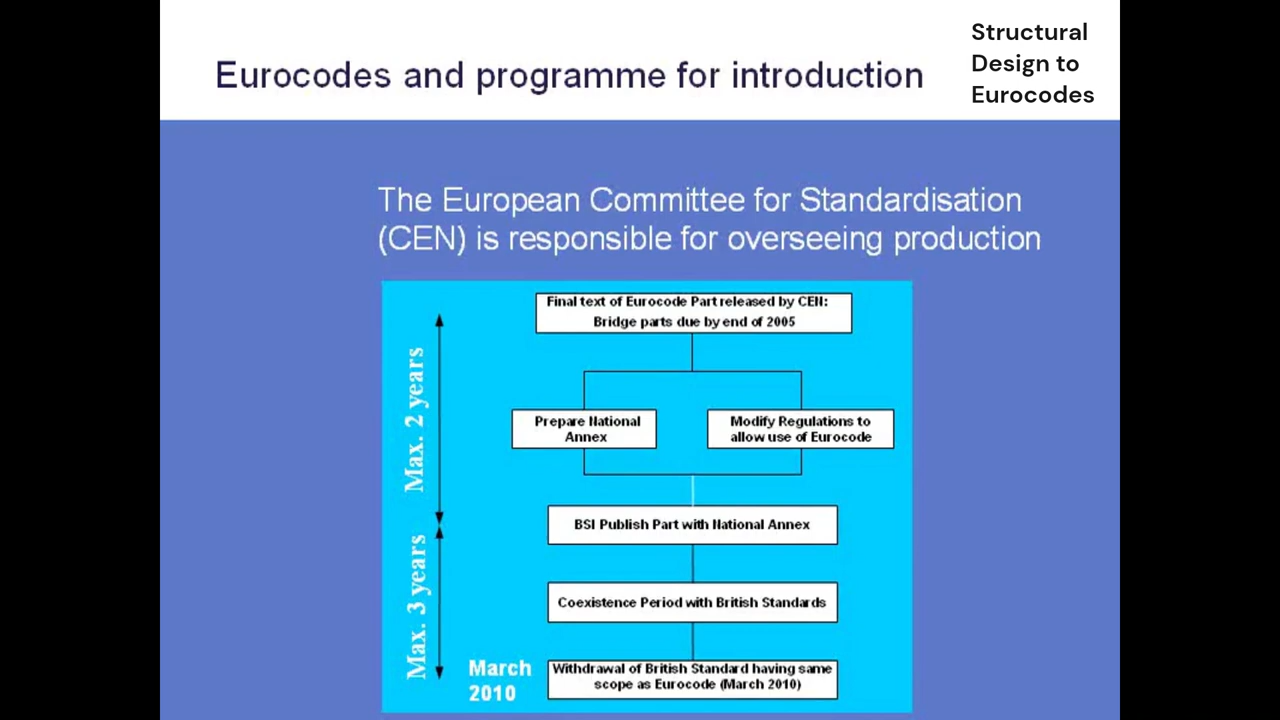 Eurocodes and programme for introduction
Structural
Design to
Eurocodes
The European Committee for Standardisation
(CEN) is responsible for overseeing production
Final text of Eurocode Part released by CEN:
Bridge parts due by end of 2005
Max. 2 years
Prepare National
Annex
Modify Regulations to
allow use of Eurocode
BSI Publish Part with National Annex
Max. 3 years
Coexistence Period with British Standards
March
2010
Withdrawal of British Standard having same
scope as Eurocode (March 2010)